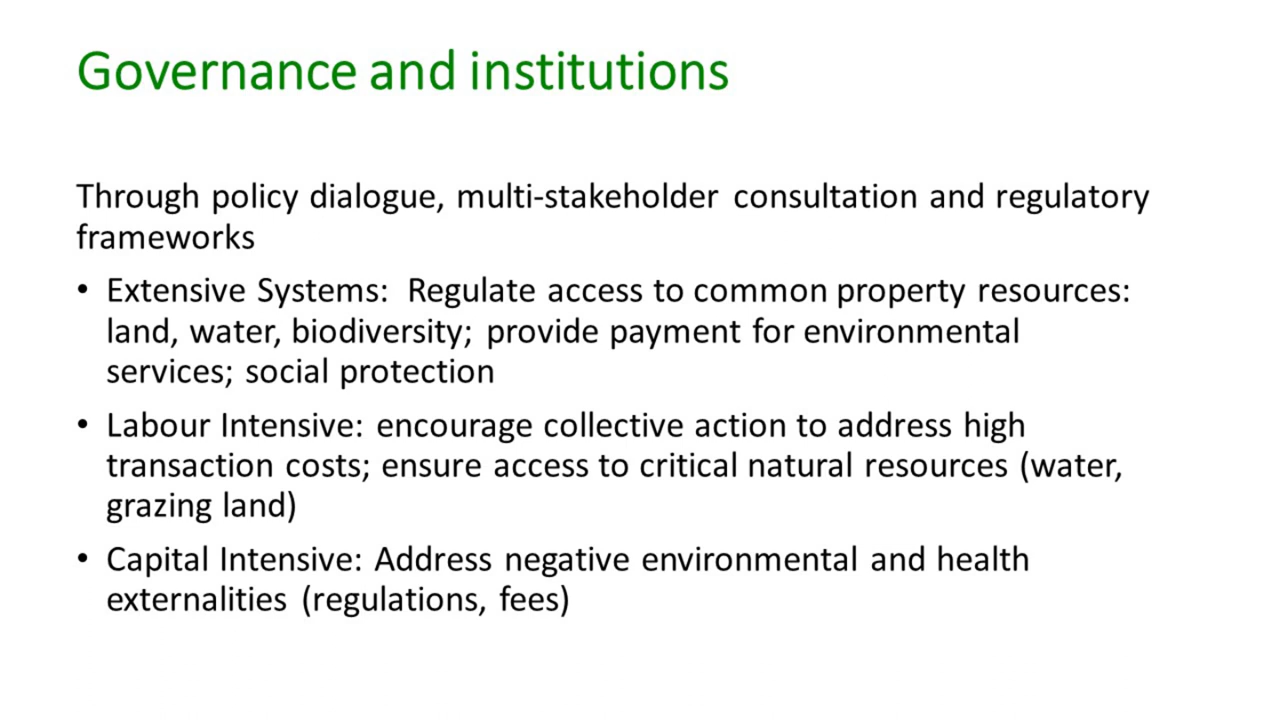 Governance and institutions
Through policy dialogue, multi-stakeholder consultation and regulatory
frameworks
• Extensive Systems: Regulate access to common property resources:
land, water, biodiversity; provide payment for environmental
services; social protection
• Labour Intensive: encourage collective action to address high
transaction costs; ensure access to critical natural resources (water,
grazing land)
• Capital Intensive: Address negative environmental and health
externalities (regulations, fees)